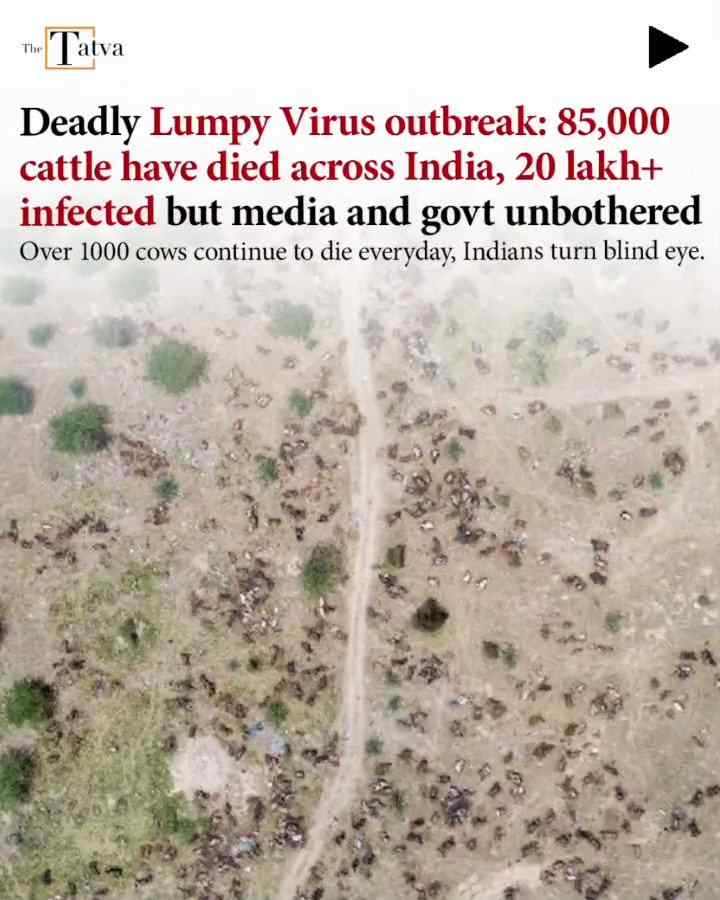 The Tatva
Deadly Lumpy Virus outbreak: 85,000
cattle have died across India, 20 lakh+
infected but media and govt unbothered
Over 1000 cows continue to die everyday, Indians turn blind eye.